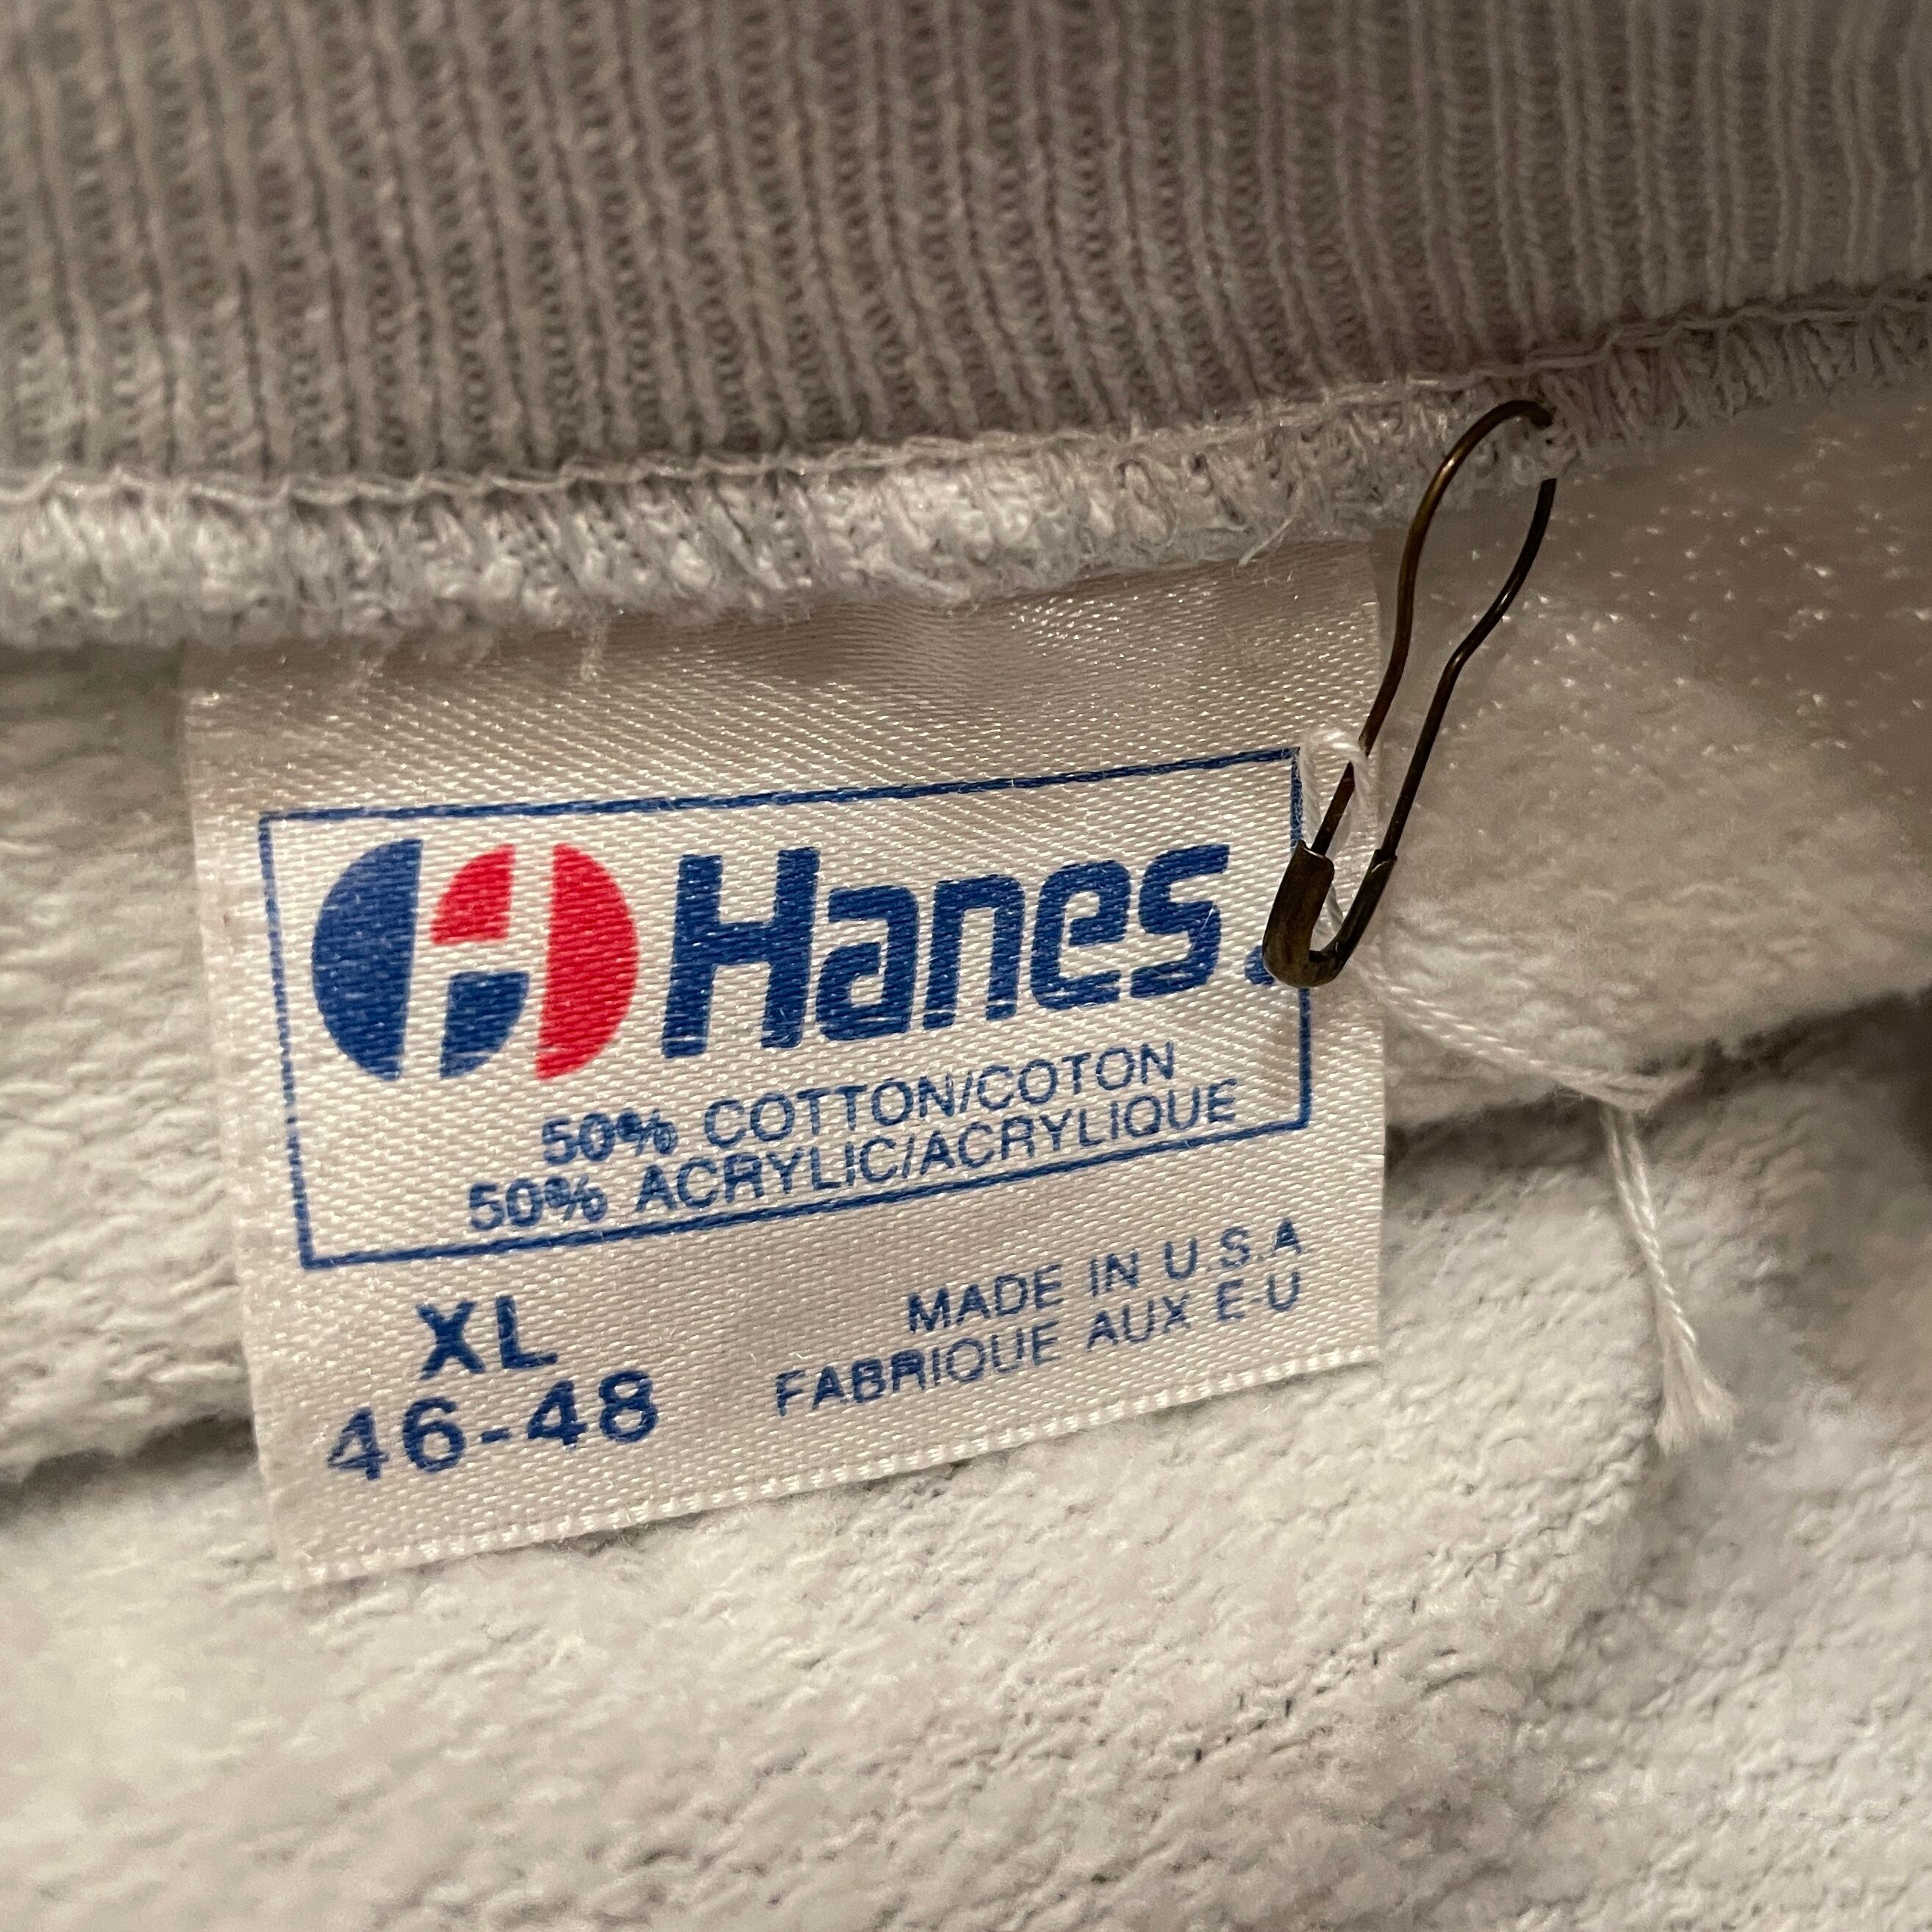 Hanes.
50% COTTON/COTON
50% ACRYLIC/ACRYLIQUE
XL
46-48
MADE IN U.S.A
FABRIQUE AUX E-U